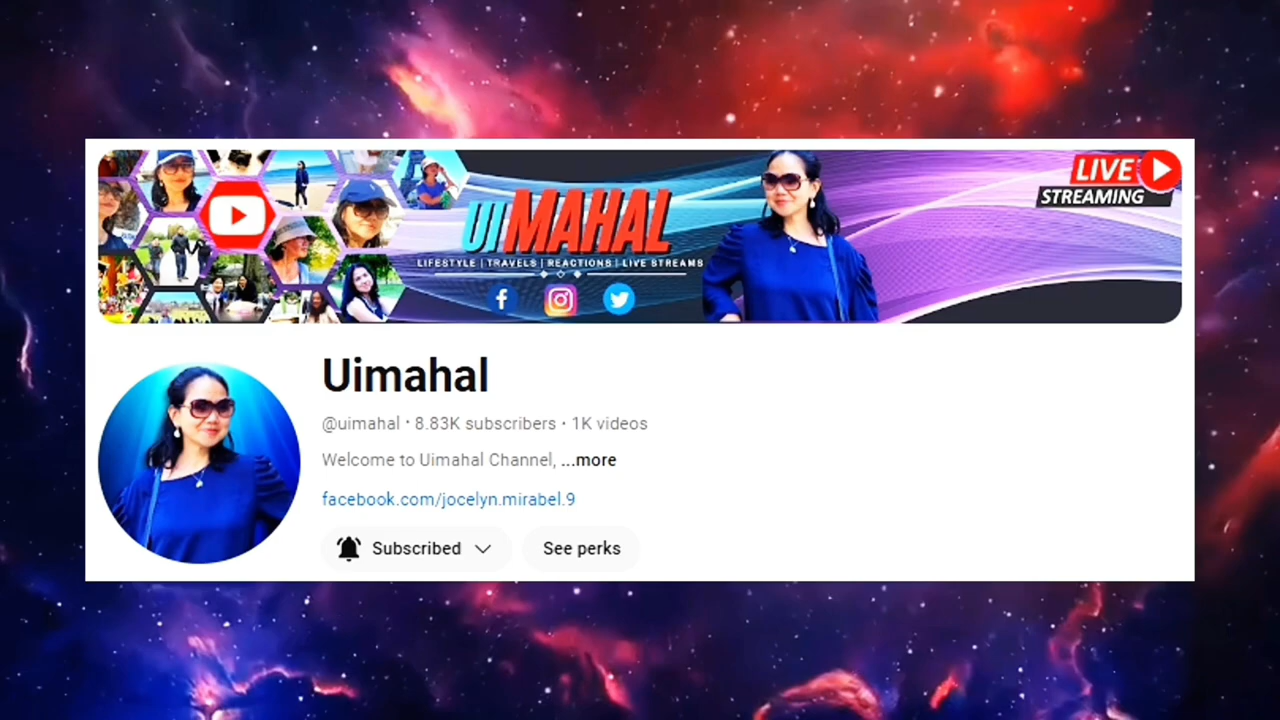 LIVE
STREAMING
UIMAHAL
LIFESTYLE | TRAVELS | REACTIONS | LIVE STREAMS
Uimahal
@uimahal • 8.83K subscribers • 1K videos
Welcome to Uimahal Channel, ...more
facebook.com/jocelyn.mirabel.9
Subscribed
See perks